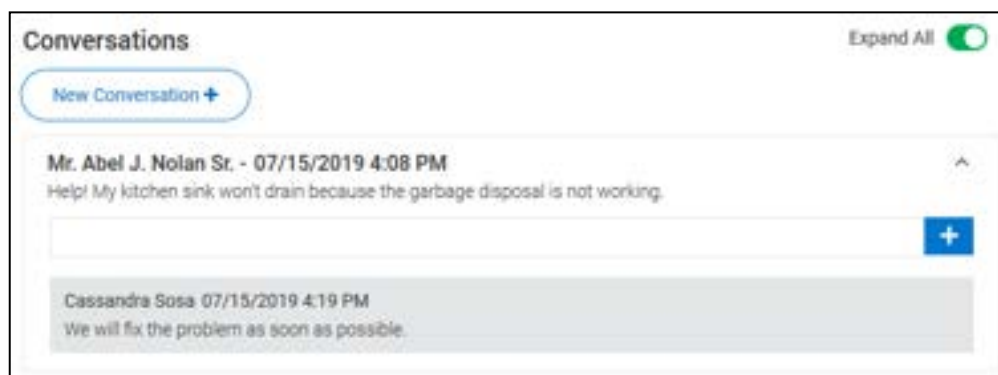 Conversations
Expand All
New Conversation +
Mr. Abel J. Nolan Sr. - 07/15/2019 4:08 PM
Help! My kitchen sink won't drain because the garbage disposal is not working.
+
Cassandra Sosa 07/15/2019 4:19 PM
We will fix the problem as soon as possible.